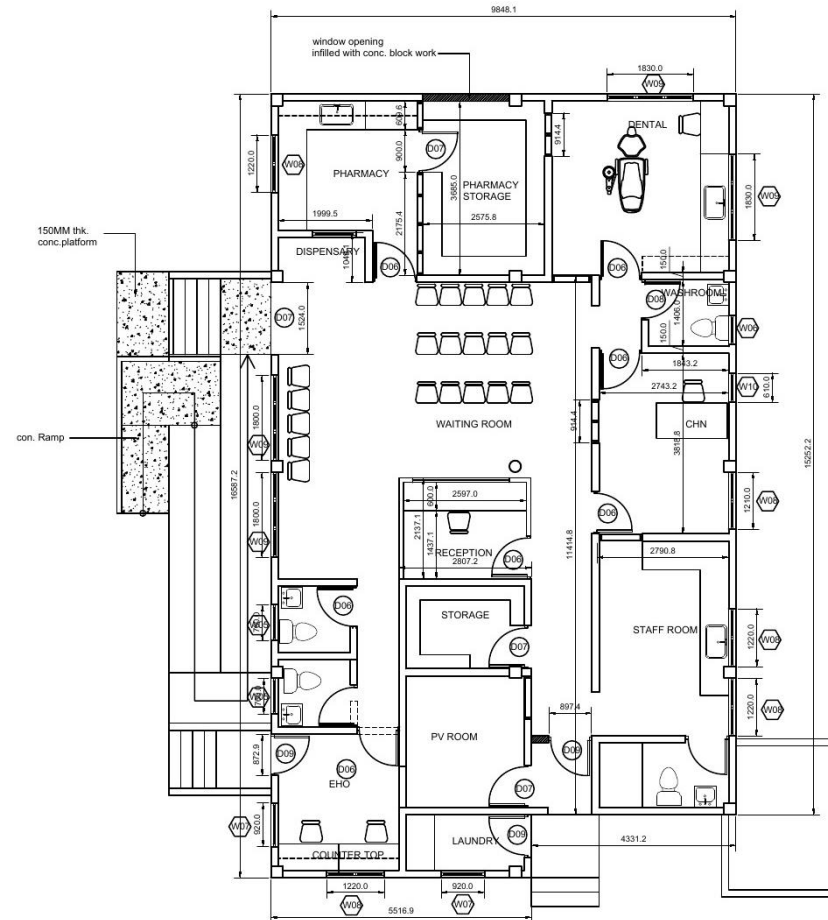 9848.1
window opening
infilled with conc. block work
1830.0
W09
609.6
DENTAL
914.4
1220.0
W08
900.0
D07
PHARMACY
3685.0
PHARMACY
STORAGE
1830.0
W09
2175.4
1999.5
2575.8
150MM thk.
conc.platform
DISPENSARY
D06
D06
150.0
WASHROOM
D08
1406.0
D07
1524.0
W06
150.0
D06
1843.2
W10
610.0
2743.2
1800.0
914.4
CHN
WAITING ROOM
con. Ramp
W09
3818.8
15252.2
16587.2
2597.0
600.0
1210.0
W08
1800.0
2137.1
D06
W09
1437.1
RECEPTION
D06
11414.8
2807.2
2790.8
D06
STORAGE
1220.0
W08
STAFF ROOM
D07
1220.0
W08
897.4
PV ROOM
872.9
D09
D06
D09
EHO
D07
W07
920.0
LAUNDRY
D09
COUNTER TOP
4331.2
1220.0
920.0
W08
W07
5516.9